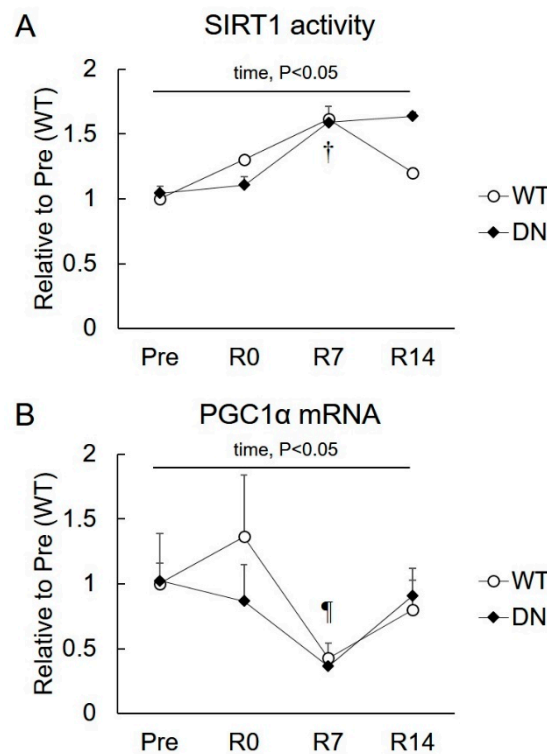 A
SIRT1 activity
Relative to Pre (WT)
2
1.5
1
0.5
0
time, P<0.05
†
Pre R0 R7 R14
WT
DN
B
PGC1α mRNA
Relative to Pre (WT)
2
1.5
1
0.5
0
time, P<0.05
¶
Pre R0 R7 R14
WT
DN